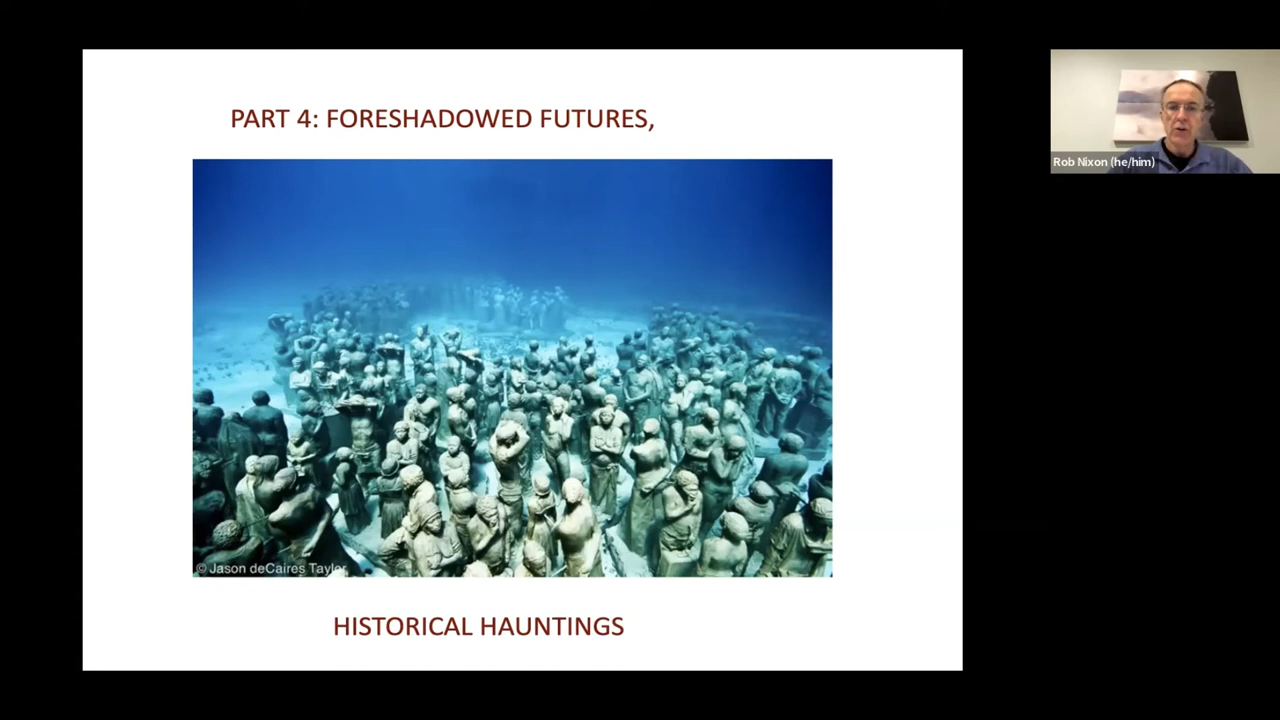 PART 4: FORESHADOWED FUTURES,
Rob Nixon (he/him)
© Jason deCaires Taylor
HISTORICAL HAUNTINGS